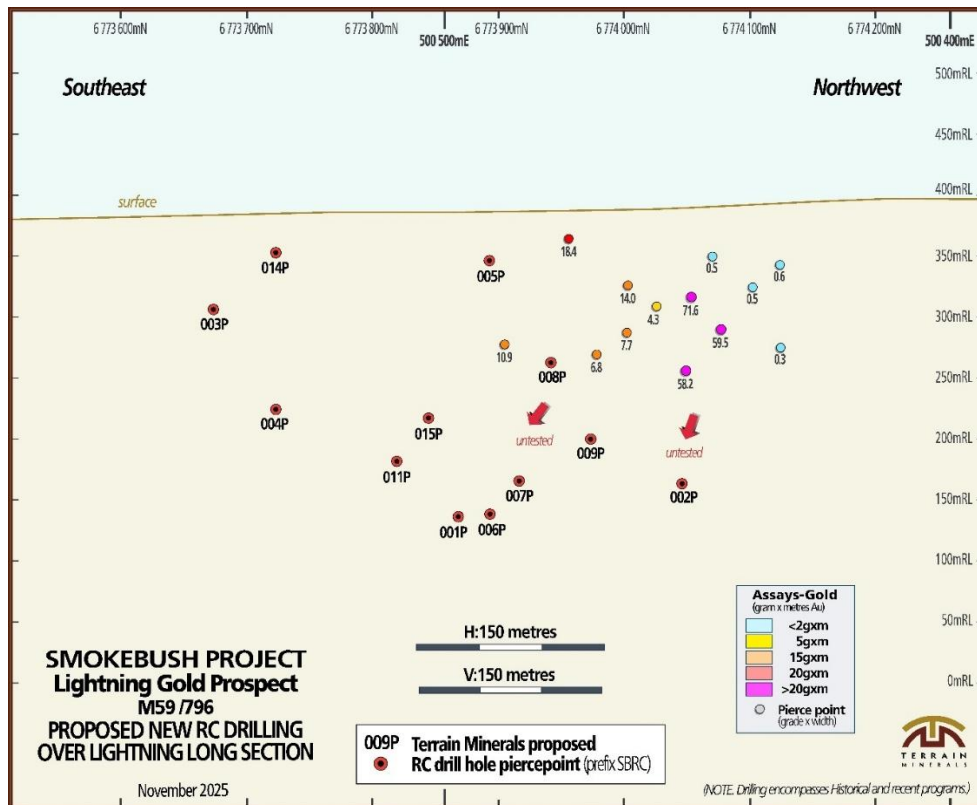 6 773 600mN
6 773 700mN
6 773 800mN
500 500mE
6 773 900mN
6 774 000mN
6 774 100mN
6 774 200mN
500 400mE
500mRL
Southeast
Northwest
450mRL
400mRL
surface
350mRL
014P
005P
18.4
0.5
0.6
003P
14.0
4.3
71.6
0.5
300mRL
10.9
6.8
7.7
59.5
0.3
008P
58.2
250mRL
004P
015P
untested
009P
untested
200mRL
011P
007P
002P
150mRL
001P
006P
100mRL
50mRL
0mRL
Assays-Gold
(gram x metres Au)
<2gxm
5gxm
15gxm
20gxm
>20gxm
Pierce point
(grade x width)
H:150 metres
V:150 metres
SMOKEBUSH PROJECT
Lightning Gold Prospect
M59 /796
PROPOSED NEW RC DRILLING
OVER LIGHTNING LONG SECTION
November 2025
009P Terrain Minerals proposed
RC drill hole piercepoint (prefix SBRC)
TERRAIN
MINERALS
(NOTE. Drilling encompasses Historical and recent programs.)